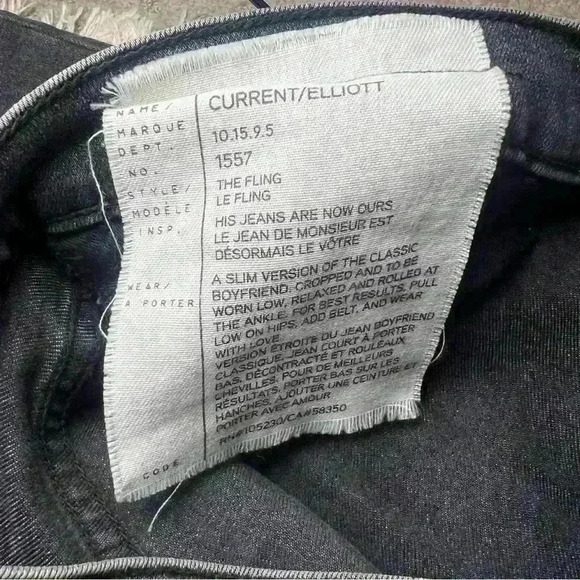 NAME/ CURRENT/ELLIOTT
MARQUE
DEPT. 10.15.9.5
NO. 1557
STYLE/ THE FLING
MODÈLE LE FLING
INSP. HIS JEANS ARE NOW OURS
LE JEAN DE MONSIEUR EST
DÉSORMAIS LE VÔTRE
WEAR/ A SLIM VERSION OF THE CLASSIC
A PORTER BOYFRIEND. CROPPED AND TO BE
WORN LOW, RELAXED AND ROLLED AT
THE ANKLE. FOR BEST RESULTS, PULL
LOW ON HIPS, ADD BELT, AND WEAR
WITH LOVE.
VERSION ÉTROITE DU JEAN BOYFRIEND
CLASSIQUE. JEAN COURT À PORTER
BAS, DÉCONTRACTÉ ET ROULEAUX
CHEVILLES. POUR DE MEILLEURS
RÉSULTATS, PORTER BAS SUR LES
HANCHES, AJOUTER UNE CEINTURE ET
PORTER AVEC AMOUR
CODE RN#105230/CA#58350